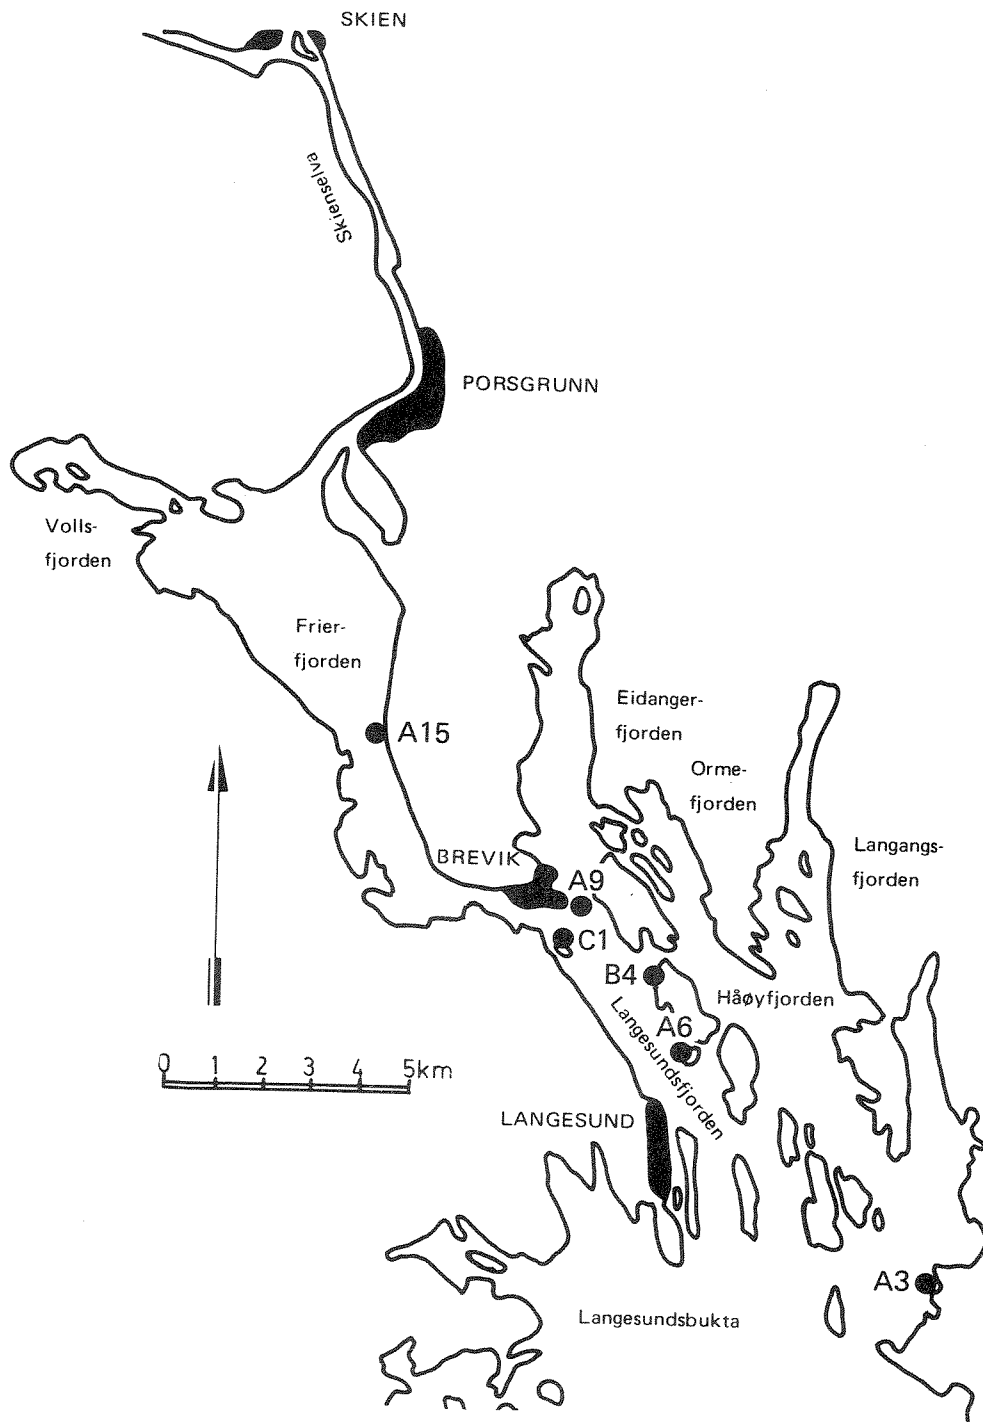 SKIEN
Skienselva
PORSGRUNN
Volls-
fjorden
Frier-
fjorden
Eidanger-
fjorden
A15
Orme-
fjorden
Langangs-
fjorden
BREVIK
A9
C1
B4
Håøyfjorden
A6
Langesundsfjorden
0 1 2 3 4 5km
LANGESUND
A3
Langesundsbukta